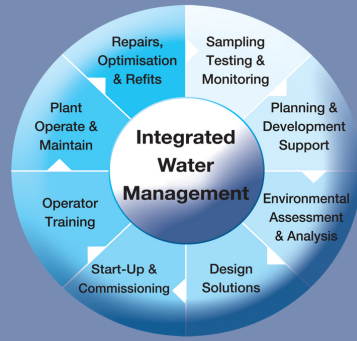 Integrated
Water
Management
Sampling
Testing &
Monitoring
Planning &
Development
Support
Environmental
Assessment
& Analysis
Design
Solutions
Start-Up &
Commissioning
Operator
Training
Plant
Operate &
Maintain
Repairs,
Optimisation
& Refits